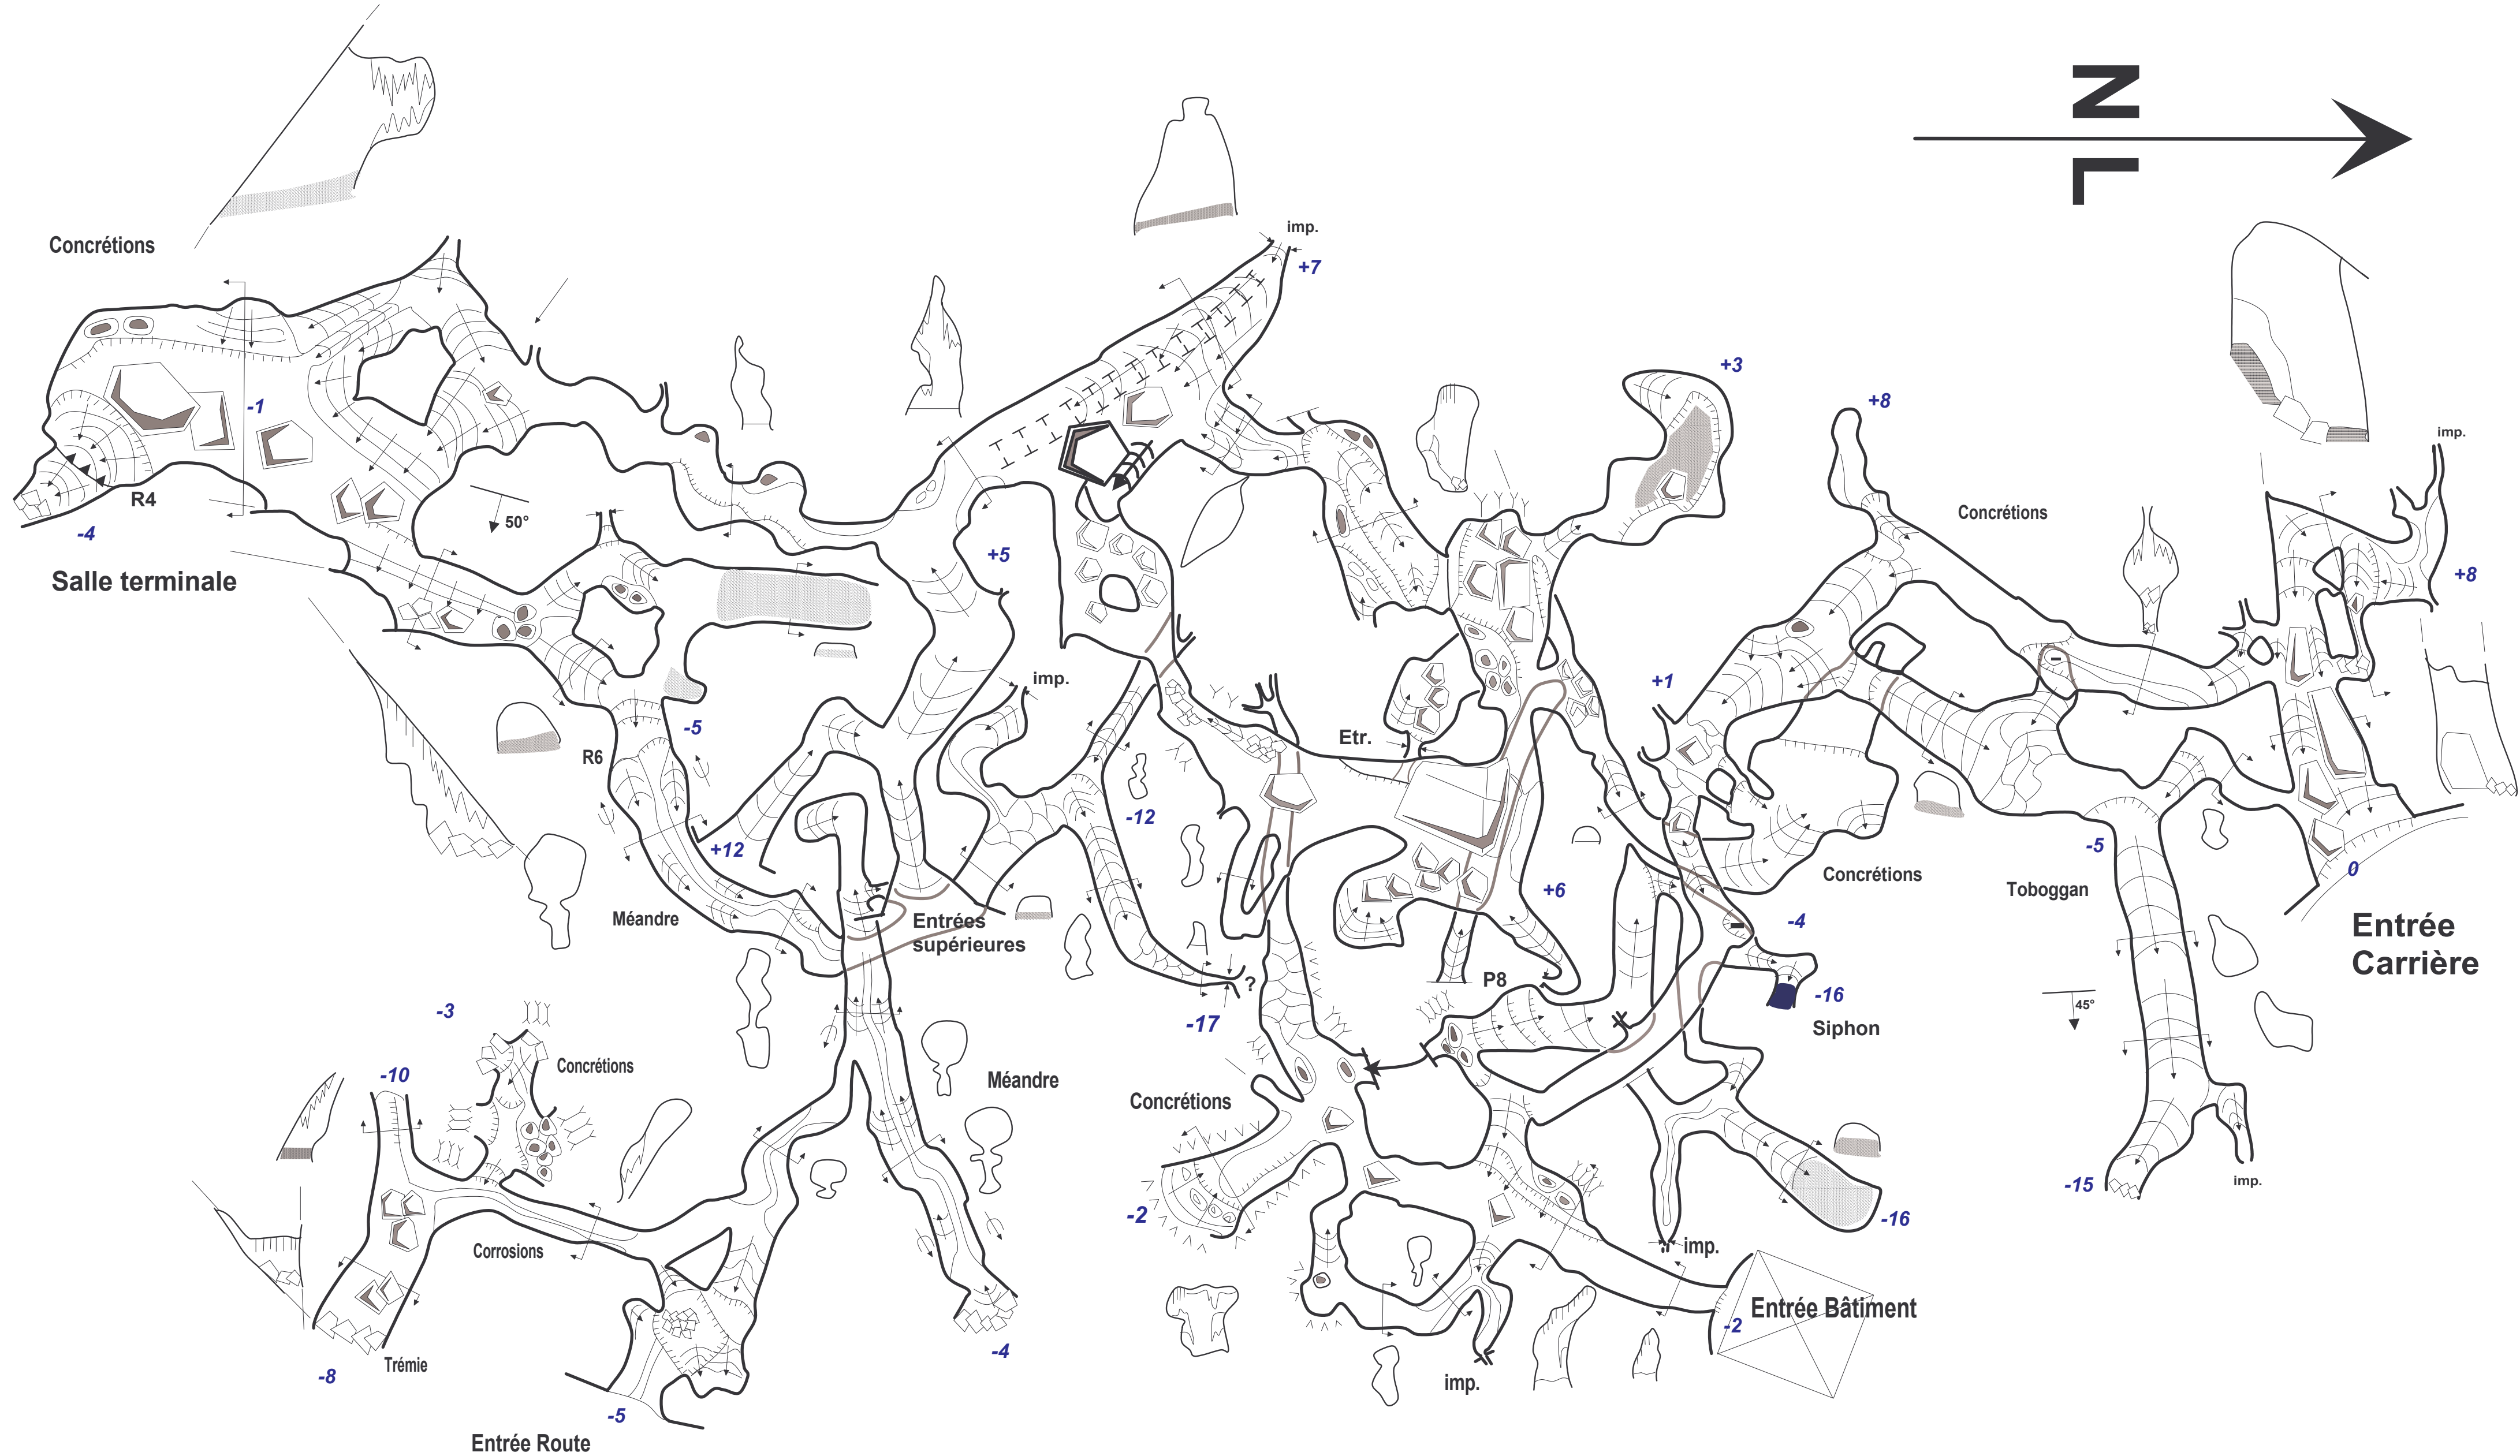 N
L
imp.
+7
Concrétions
+3
+8
imp.
-1
R4
-4
50°
Concrétions
+5
+8
Salle terminale
imp.
+1
-5
Etr.
R6
-12
+12
-5
0
Concrétions
Toboggan
+6
Méandre
Entrées
supérieures
-4
Entrée
Carrière
P8
?
-16
45°
-3
-17
Siphon
Concrétions
-10
Méandre
Concrétions
-15
imp.
-2
-16
Corrosions
imp.
Entrée Bâtiment
-2
-4
Trémie
-8
imp.
-5
Entrée Route